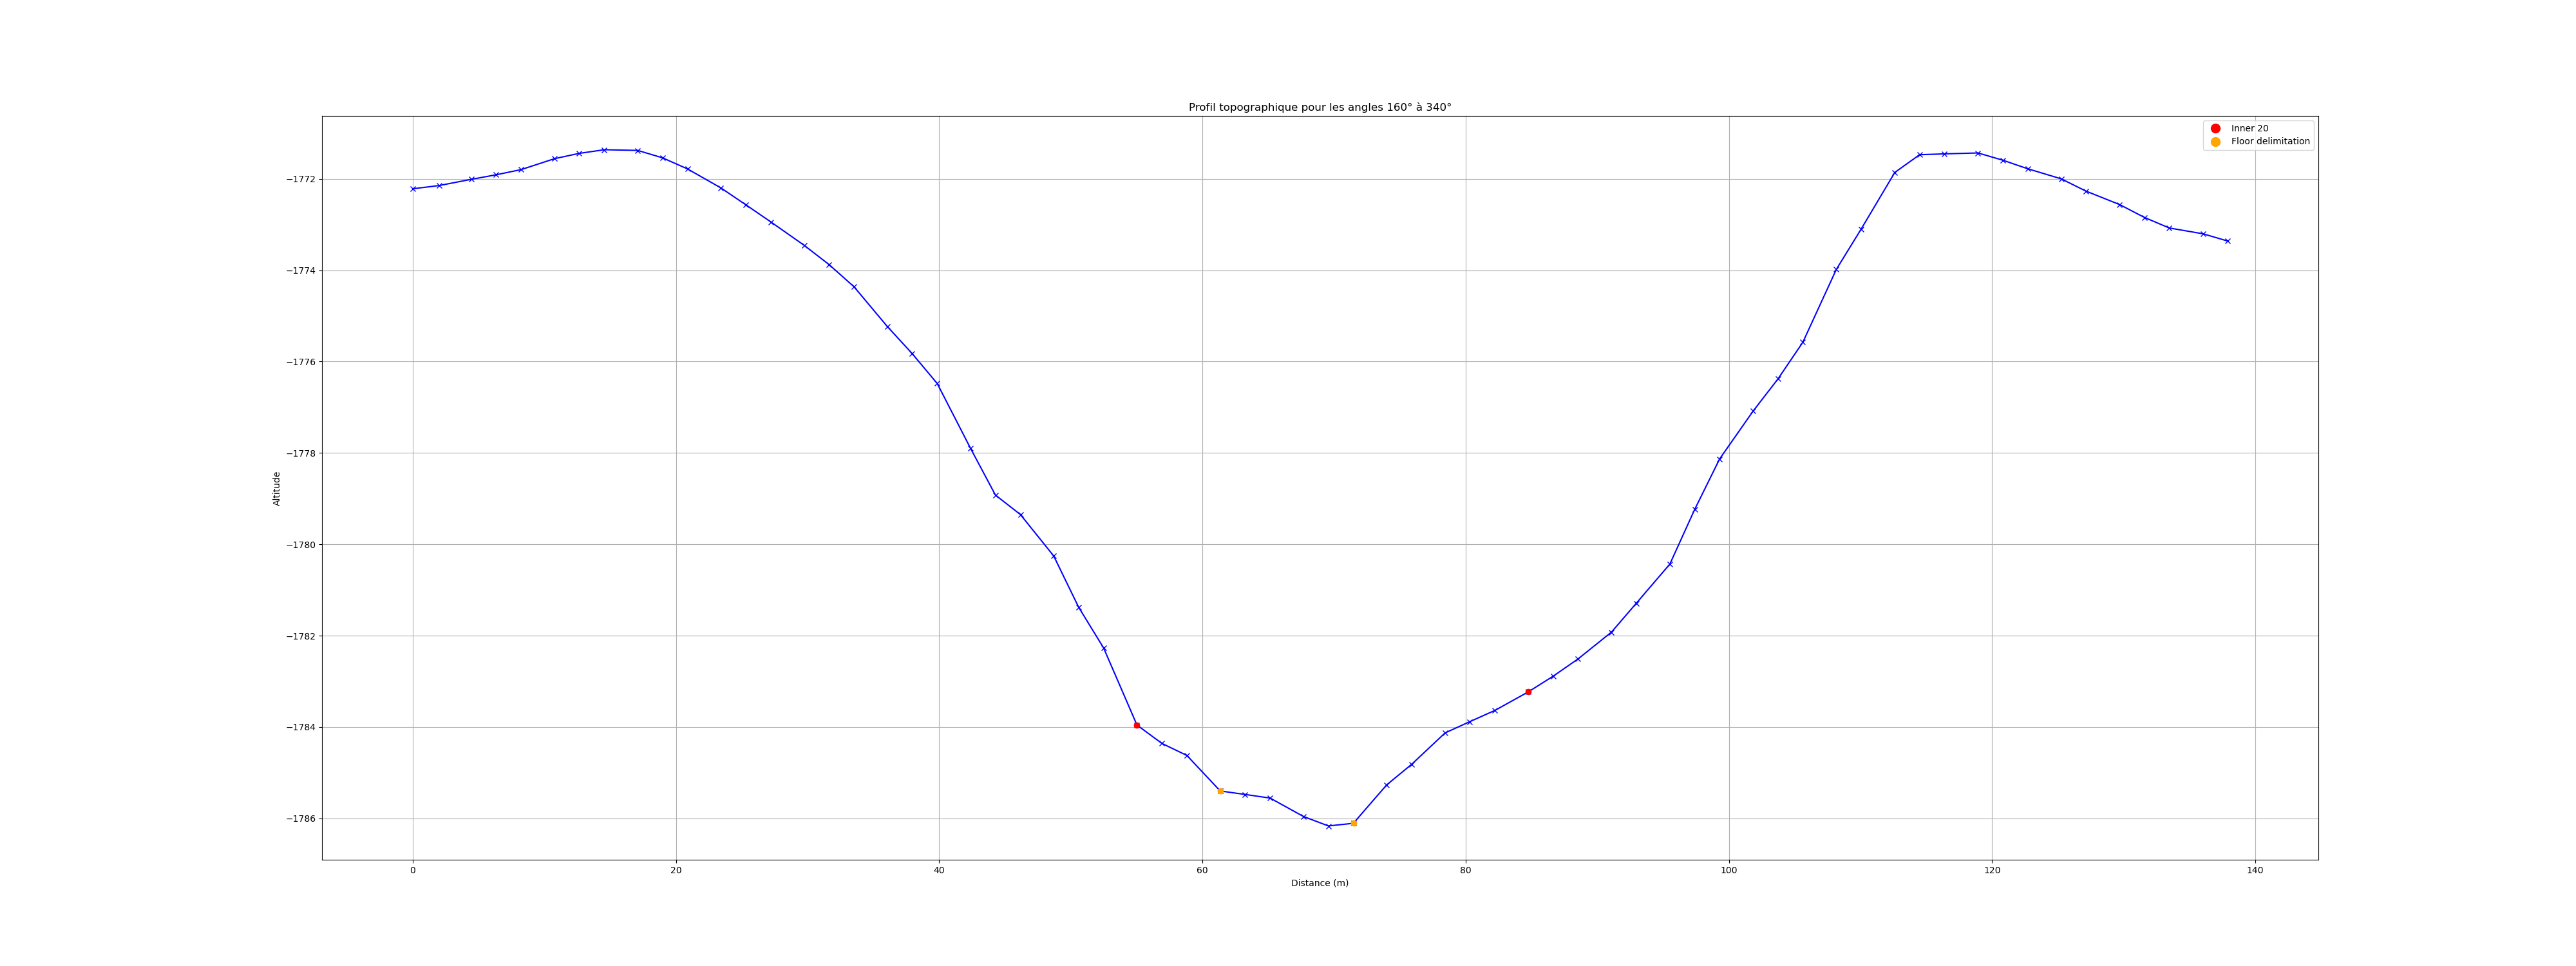 Profil topographique pour les angles 160° à 340°
Inner 20
Floor delimitation
−1772
−1774
−1776
−1778
−1780
−1782
−1784
−1786
Altitude
0 20 40 60 80 100 120 140
Distance (m)